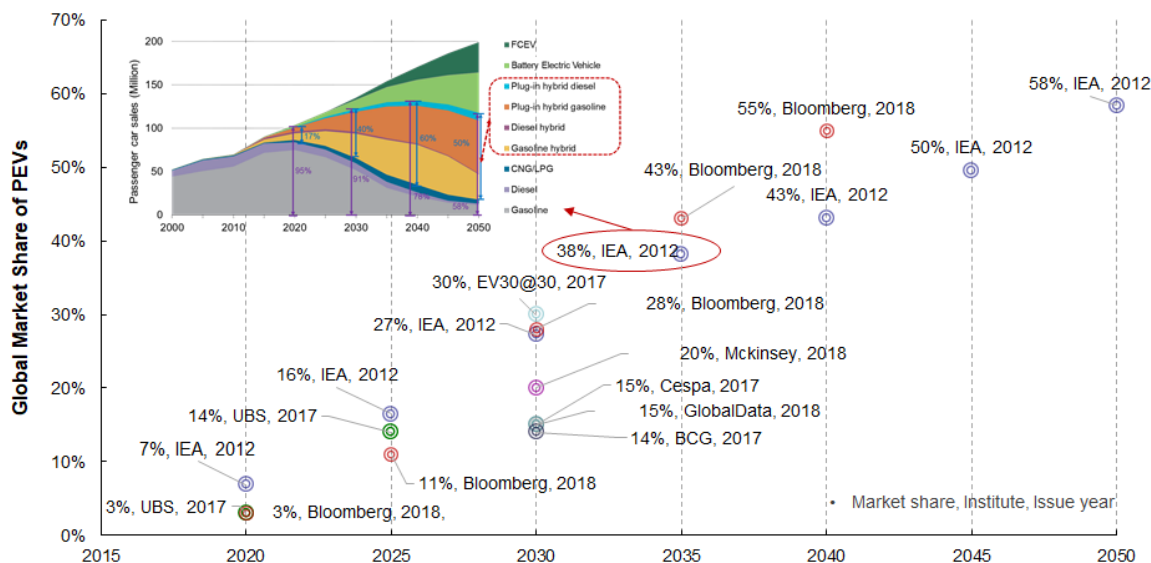 70%
60%
50%
40%
30%
20%
10%
0%
Global Market Share of PEVs
2015
2020
2025
2030
2035
2040
2045
2050
Passenger car sales (Million)
200
150
100
50
0
2000
2010
2020
2030
2040
2050
95%
17%
91%
40%
76%
60%
58%
50%
FCEV
Battery Electric Vehicle
Plug-in hybrid diesel
Plug-in hybrid gasoline
Diesel hybrid
Gasoline hybrid
CNG/LPG
Diesel
Gasoline
58%, IEA, 2012
55%, Bloomberg, 2018
50%, IEA, 2012
43%, Bloomberg, 2018
43%, IEA, 2012
38%, IEA, 2012
30%, EV30@30, 2017
28%, Bloomberg, 2018
27%, IEA, 2012
20%, Mckinsey, 2018
16%, IEA, 2012
15%, Cespa, 2017
14%, UBS, 2017
15%, GlobalData, 2018
14%, BCG, 2017
7%, IEA, 2012
11%, Bloomberg, 2018
3%, UBS, 2017
3%, Bloomberg, 2018,
• Market share, Institute, Issue year